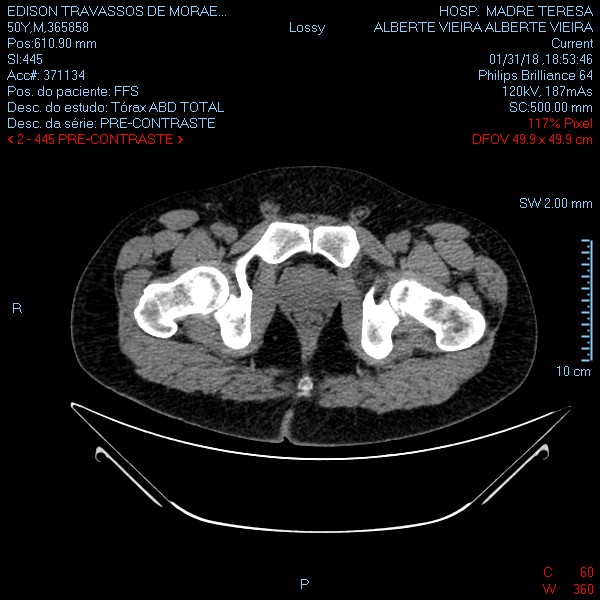 EDISON TRAVASSOS DE MORAE...
50Y,M,365858
Pos:610.90 mm
SI:445
Acc#: 371134
Pos. do paciente: FFS
Desc. do estudo: Tórax ABD TOTAL
Desc. da série: PRE-CONTRASTE
< 2 - 445 PRE-CONTRASTE >
Lossy
HOSP. MADRE TERESA
ALBERTE VIEIRA ALBERTE VIEIRA
Current
01/31/18 ,18:53:46
Philips Brilliance 64
120kV, 187mAs
SC:500.00 mm
117% Pixel
DFOV 49.9 x 49.9 cm
SW 2.00 mm
R
10 cm
P
C 60
W 360